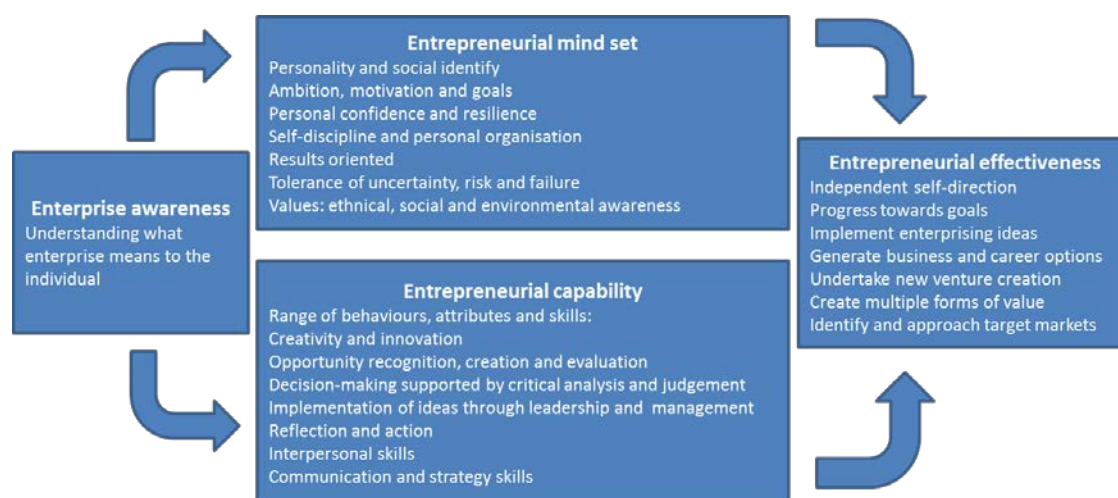 Enterprise awareness
Understanding what
enterprise means to the
individual
Entrepreneurial mind set
Personality and social identify
Ambition, motivation and goals
Personal confidence and resilience
Self-discipline and personal organisation
Results oriented
Tolerance of uncertainty, risk and failure
Values: ethnical, social and environmental awareness
Entrepreneurial capability
Range of behaviours, attributes and skills:
Creativity and innovation
Opportunity recognition, creation and evaluation
Decision-making supported by critical analysis and judgement
Implementation of ideas through leadership and management
Reflection and action
Interpersonal skills
Communication and strategy skills
Entrepreneurial effectiveness
Independent self-direction
Progress towards goals
Implement enterprising ideas
Generate business and career options
Undertake new venture creation
Create multiple forms of value
Identify and approach target markets